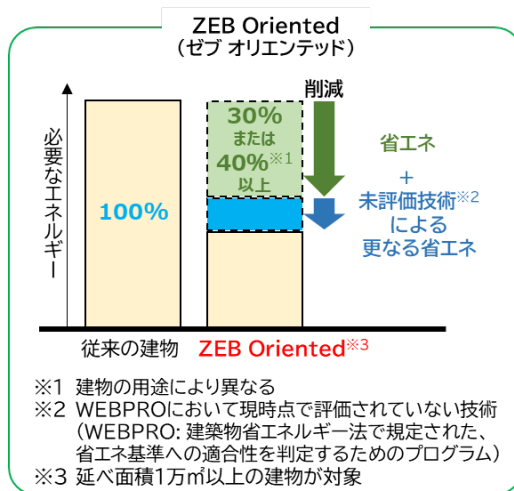 ZEB Oriented
（ゼブ オリエンテッド）
削減
必要なエネルギー
100%
30%
または
40%※1
以上
省エネ
+
未評価技術※2
による
更なる省エネ
従来の建物
ZEB Oriented※3
※1 建物の用途により異なる
※2 WEBPROにおいて現時点で評価されていない技術
（WEBPRO: 建築物省エネルギー法で規定された、
省エネ基準への適合性を判定するためのプログラム）
※3 延べ面積1万㎡以上の建物が対象